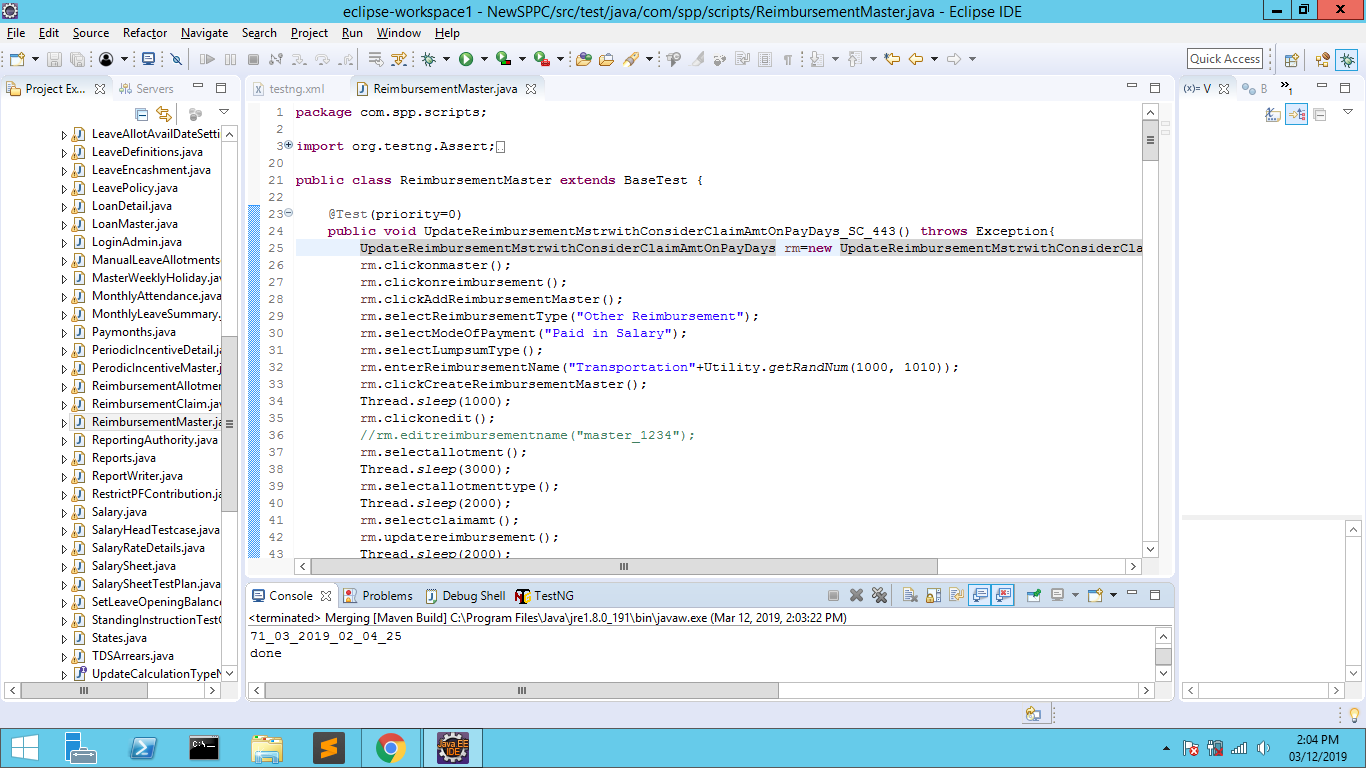 eclipse-workspace1 - NewSPPC/src/test/java/com/spp/scripts/ReimbursementMaster.java - Eclipse IDE
File Edit Source Refactor Navigate Search Project Run Window Help
Quick Access
Project Ex... Servers
LeaveAllotAvailDateSetti
LeaveDefinitions.java
LeaveEncashment.java
LeavePolicy.java
LoanDetail.java
LoanMaster.java
LoginAdmin.java
ManualLeaveAllotments
MasterWeeklyHoliday.jav
MonthlyAttendance.java
MonthlyLeaveSummary.
Paymonths.java
PeriodicIncentiveDetail.ja
PeriodicIncentiveMaster.j
ReimbursementAllotmer
ReimbursementClaim.jav
ReimbursementMaster.ja
ReportingAuthority.java
Reports.java
ReportWriter.java
RestrictPFContribution.ja
Salary.java
SalaryHeadTestcase.java
SalaryRateDetails.java
SalarySheet.java
SalarySheetTestPlan.java
SetLeaveOpeningBalance
StandingInstructionTestC
States.java
TDSArrears.java
UpdateCalculationTypeN
testng.xml ReimbursementMaster.java
1 package com.spp.scripts;
2
3 import org.testng.Assert;
20
21 public class ReimbursementMaster extends BaseTest {
22
23 @Test(priority=0)
24 public void UpdateReimbursementMstrwithConsiderClaimAmtOnPayDays_SC_443() throws Exception{
25 UpdateReimbursementMstrwithConsiderClaimAmtOnPayDays rm=new UpdateReimbursementMstrwithConsiderCla
26 rm.clickonmaster();
27 rm.clickonreimbursement();
28 rm.clickAddReimbursementMaster();
29 rm.selectReimbursementType("Other Reimbursement");
30 rm.selectModeOfPayment("Paid in Salary");
31 rm.selectLumpsumType();
32 rm.enterReimbursementName("Transportation"+Utility.getRandNum(1000, 1010));
33 rm.clickCreateReimbursementMaster();
34 Thread.sleep(1000);
35 rm.clickonedit();
36 //rm.editreimbursementname("master_1234");
37 rm.selectallotment();
38 Thread.sleep(3000);
39 rm.selectallotmenttype();
40 Thread.sleep(2000);
41 rm.selectclaimamt();
42 rm.updatereimbursement();
43 Thread.sleep(2000);
(x)= V B »1
Console Problems Debug Shell TestNG
<terminated> Merging [Maven Build] C:\Program Files\Java\jre1.8.0_191\bin\javaw.exe (Mar 12, 2019, 2:03:22 PM)
71_03_2019_02_04_25
done
C:\_
Java EE
IDE
2:04 PM
03/12/2019